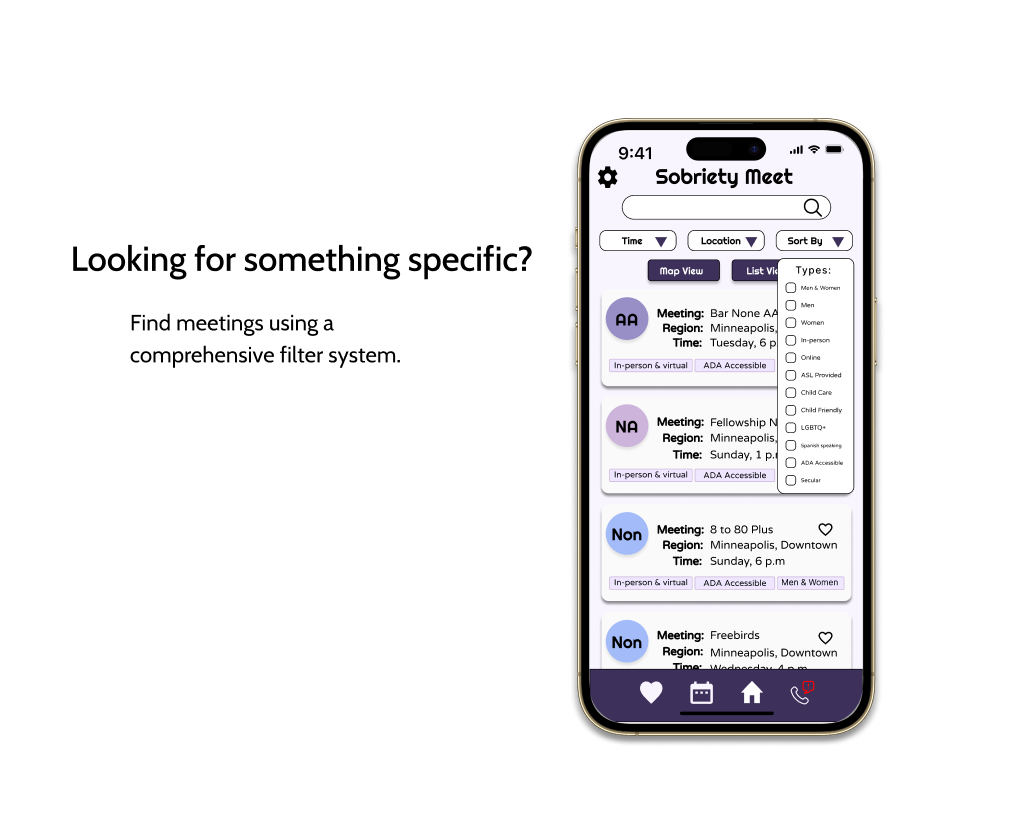 Looking for something specific?
Find meetings using a
comprehensive filter system.
9:41
Sobriety Meet
Time
Location
Sort By
Map View
List Vie
Types:
Men & Women
Men
Women
In-person
Online
ASL Provided
Child Care
Child Friendly
LGBTQ+
Spanish speaking
ADA Accessible
Secular
AA
Meeting: Bar None AA
Region: Minneapolis,
Time: Tuesday, 6 p
In-person & virtual
ADA Accessible
NA
Meeting: Fellowship N
Region: Minneapolis,
Time: Sunday, 1 p.
In-person & virtual
ADA Accessible
Non
Meeting: 8 to 80 Plus
Region: Minneapolis, Downtown
Time: Sunday, 6 p.m
In-person & virtual
ADA Accessible
Men & Women
Non
Meeting: Freebirds
Region: Minneapolis, Downtown
Time: Wednesday, 4 p.m